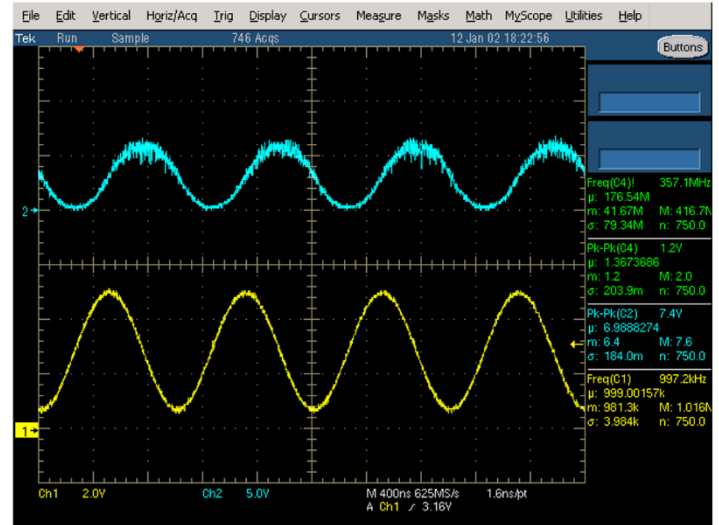 File Edit Vertical Horiz/Acq Trig Display Cursors Measure Masks Math MyScope Utilities Help
Tek Run Sample 746 Acqs 12 Jan 02 18:22:56
Buttons
Freq(C4)! 357.1MHz
µ: 176.54M
m: 41.67M M: 416.7M
σ: 79.34M n: 750.0
Pk-Pk(C4) 1.2V
µ: 1.3673686
m: 1.2 M: 2.0
σ: 203.9m n: 750.0
Pk-Pk(C2) 7.4V
µ: 6.9888274
m: 6.4 M: 7.6
σ: 184.0m n: 750.0
Freq(C1) 997.2kHz
µ: 999.00157k
m: 981.3k M: 1.016M
σ: 3.984k n: 750.0
2
1
Ch1 2.0V Ch2 5.0V M 400ns 625MS/s 1.6ns/pt
A Ch1 / 3.16V